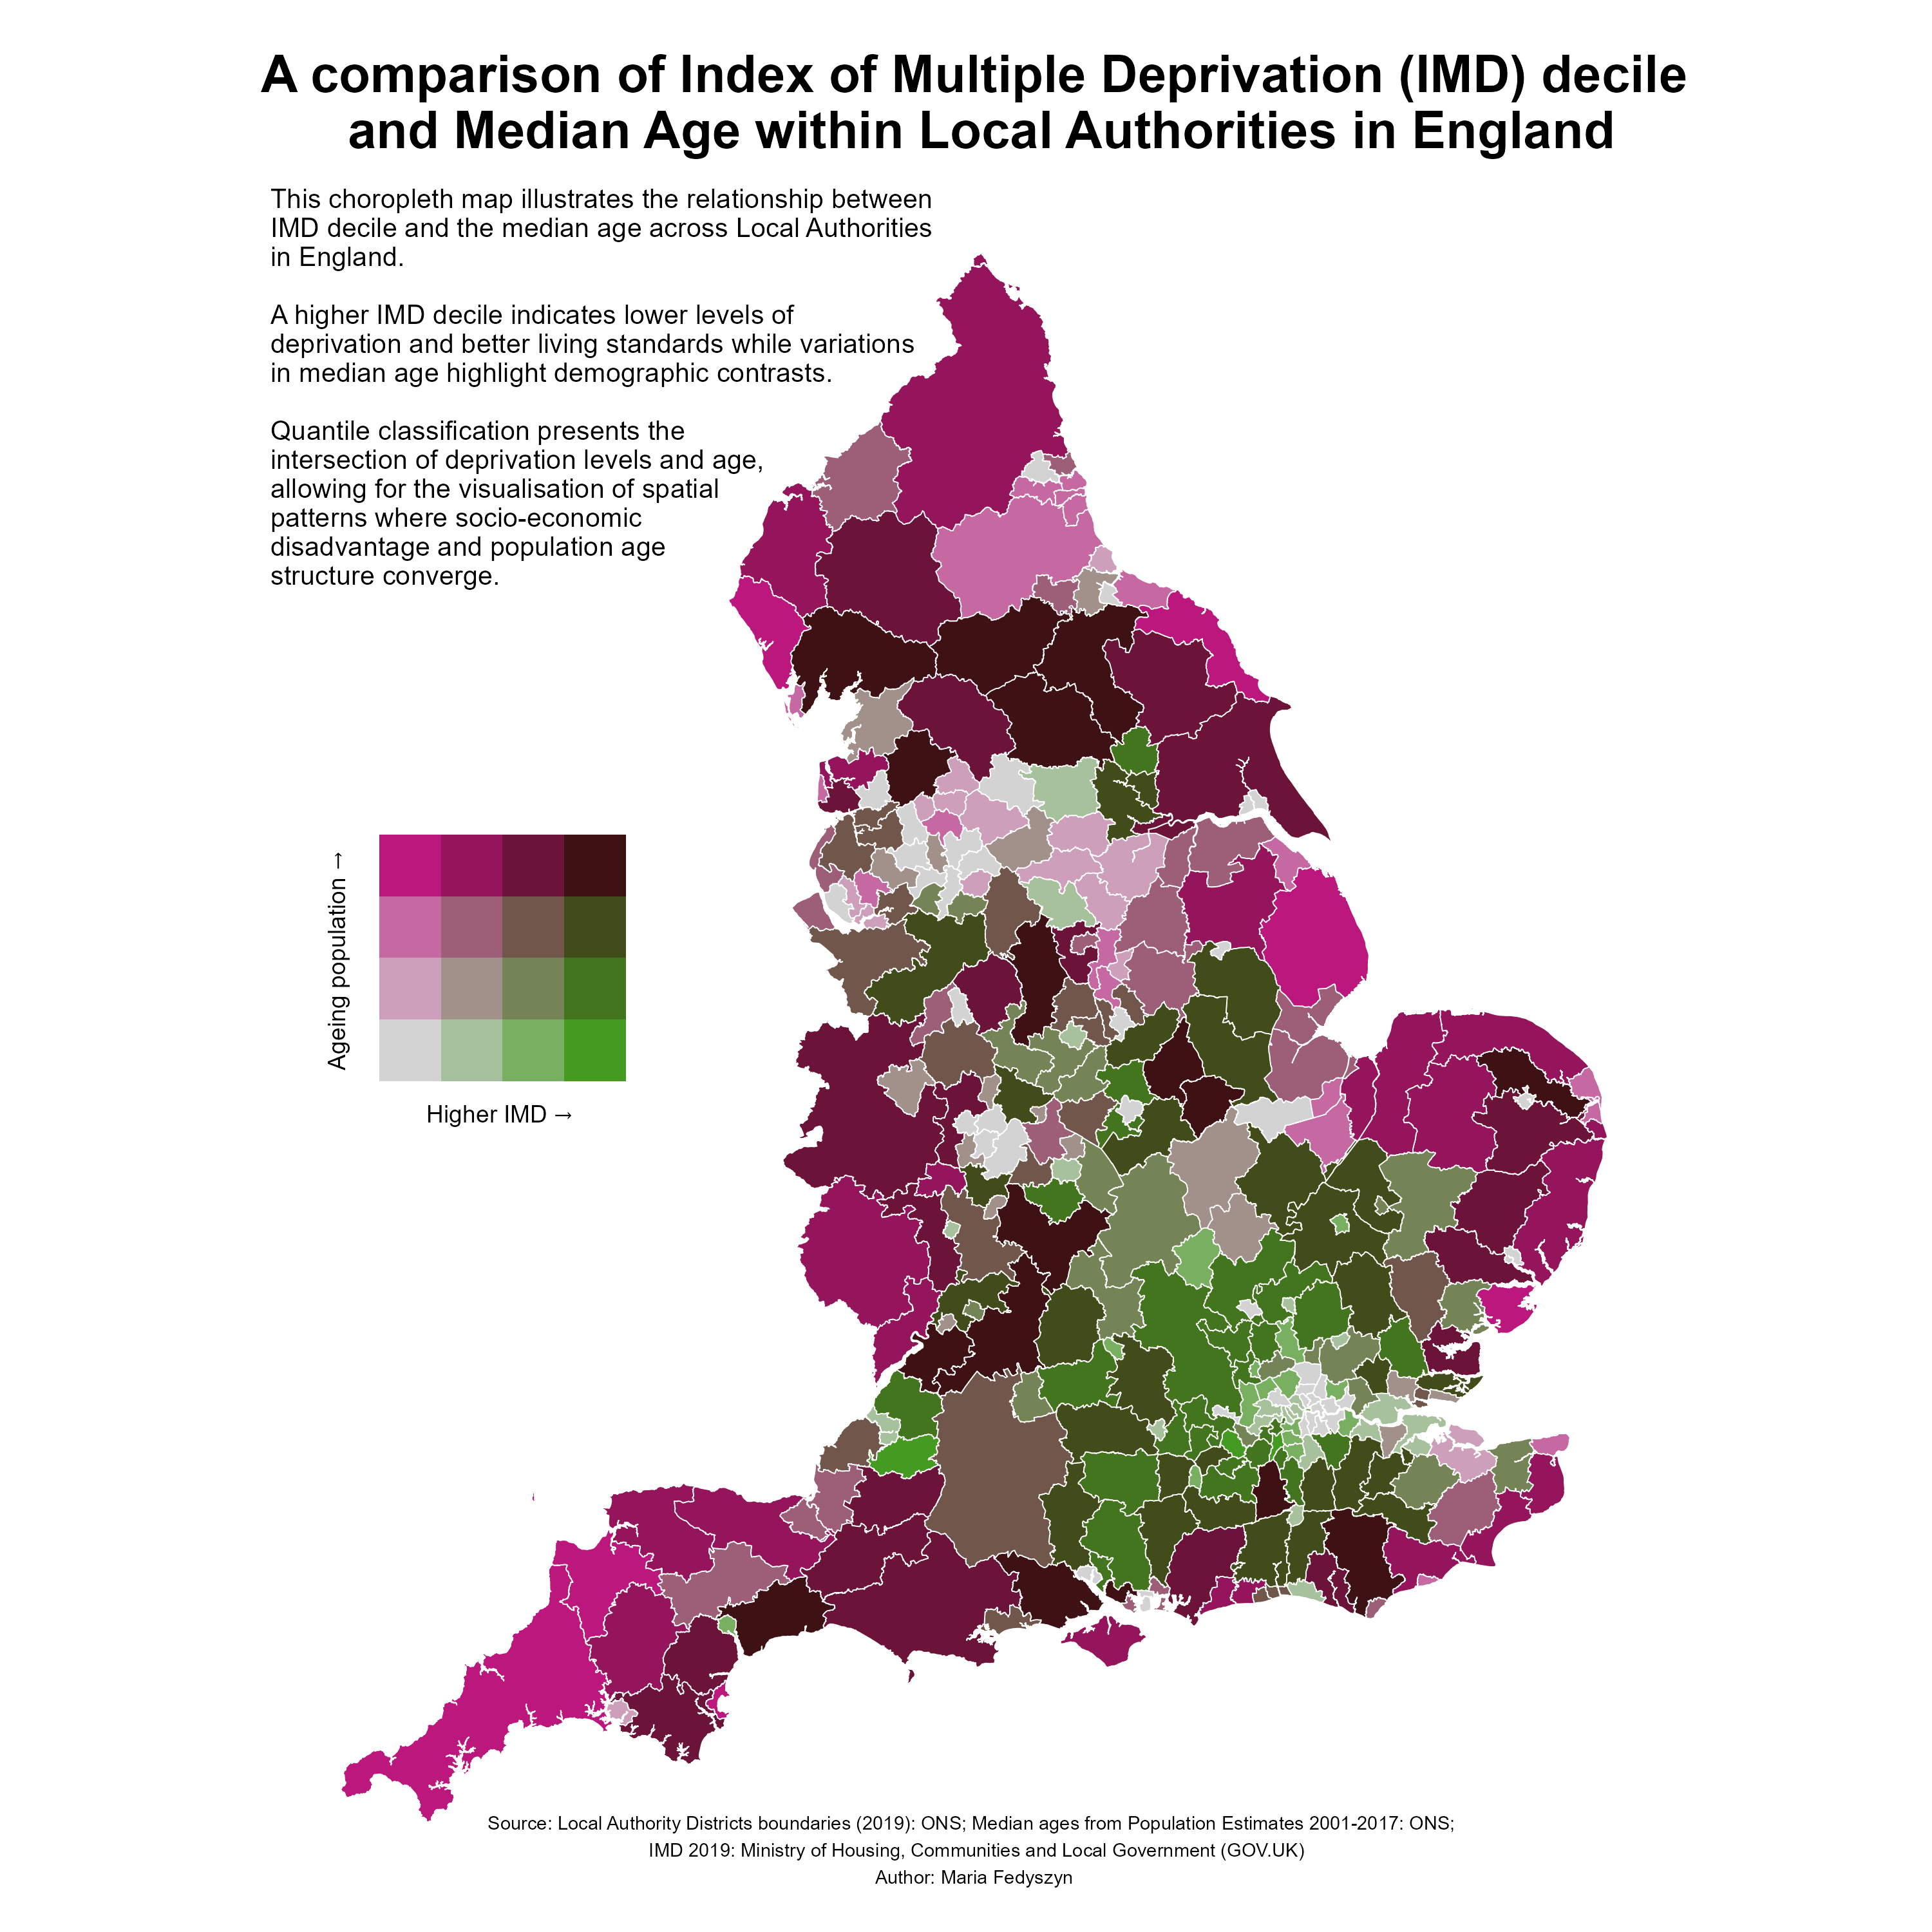 A comparison of Index of Multiple Deprivation (IMD) decile
and Median Age within Local Authorities in England
This choropleth map illustrates the relationship between
IMD decile and the median age across Local Authorities
in England.
A higher IMD decile indicates lower levels of
deprivation and better living standards while variations
in median age highlight demographic contrasts.
Quantile classification presents the
intersection of deprivation levels and age,
allowing for the visualisation of spatial
patterns where socio-economic
disadvantage and population age
structure converge.
Ageing population →
Higher IMD →
Source: Local Authority Districts boundaries (2019): ONS; Median ages from Population Estimates 2001-2017: ONS;
IMD 2019: Ministry of Housing, Communities and Local Government (GOV.UK)
Author: Maria Fedyszyn